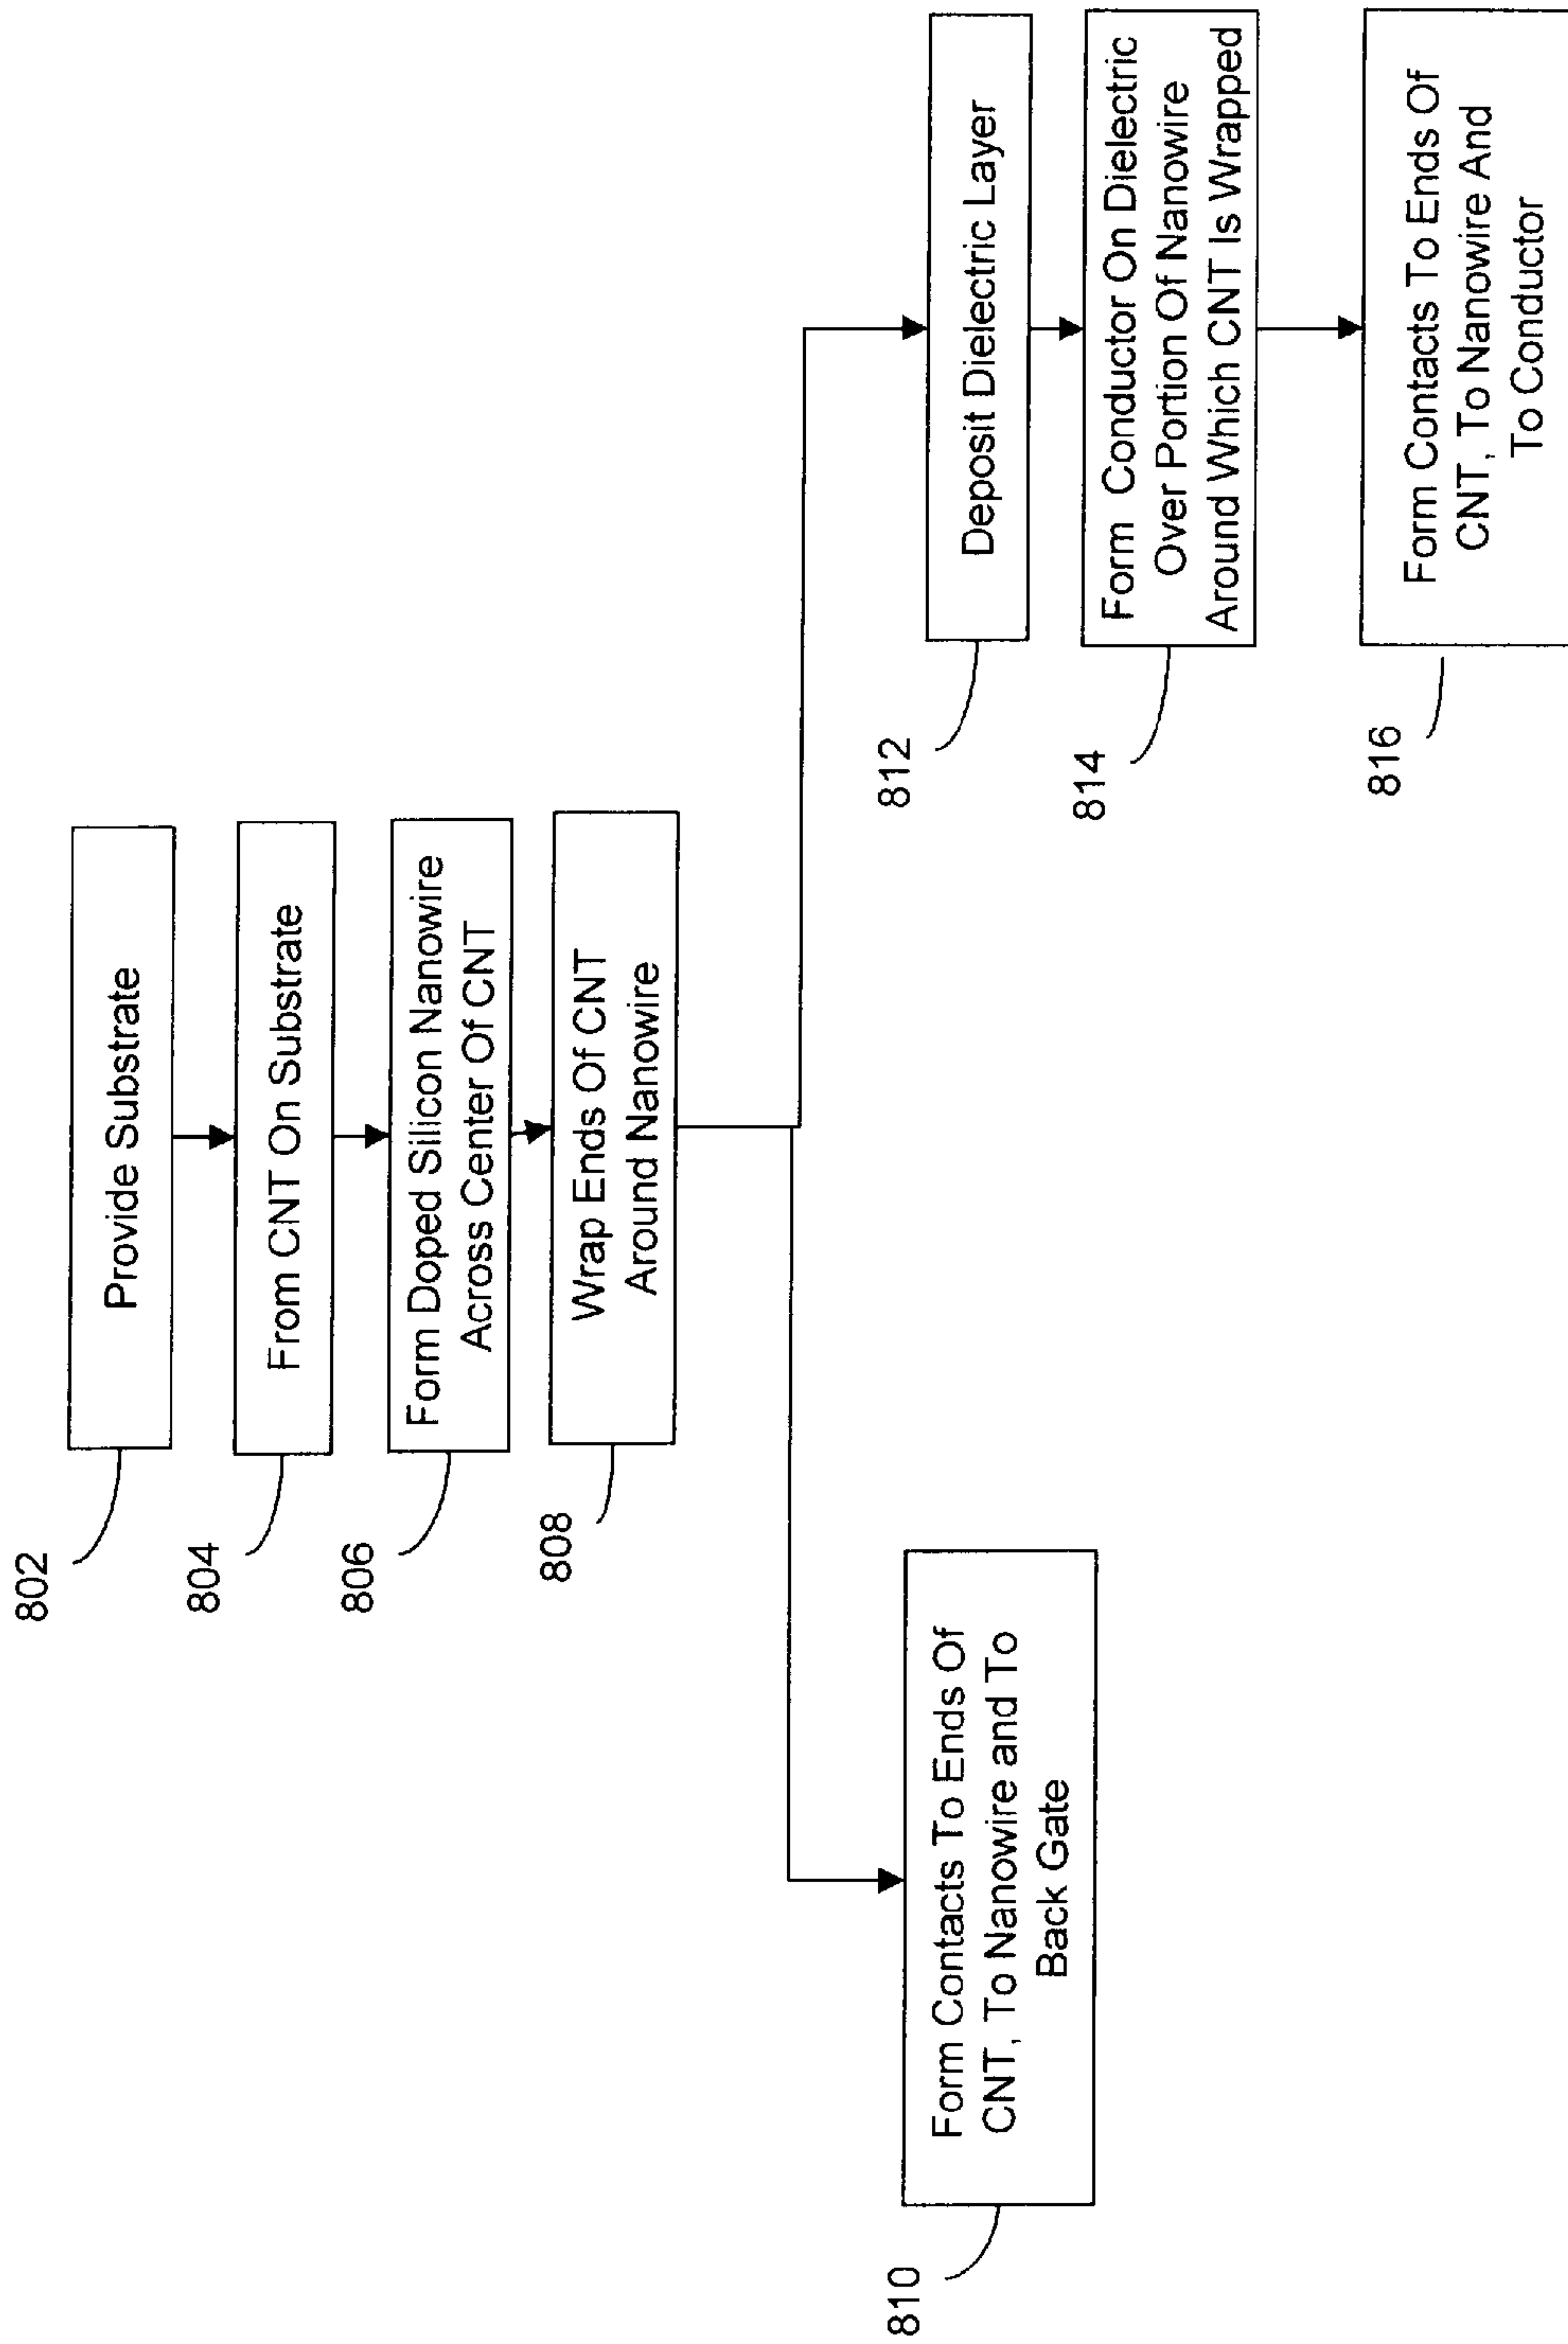 802
Provide Substrate
804
From CNT On Substrate
806
Form Doped Silicon Nanowire
Across Center Of CNT
808
Wrap Ends Of CNT
Around Nanowire
810
Form Contacts To Ends Of
CNT, To Nanowire and To
Back Gate
812
Deposit Dielectric Layer
814
Form Conductor On Dielectric
Over Portion Of Nanowire
Around Which CNT Is Wrapped
816
Form Contacts To Ends Of
CNT, To Nanowire And
To Conductor